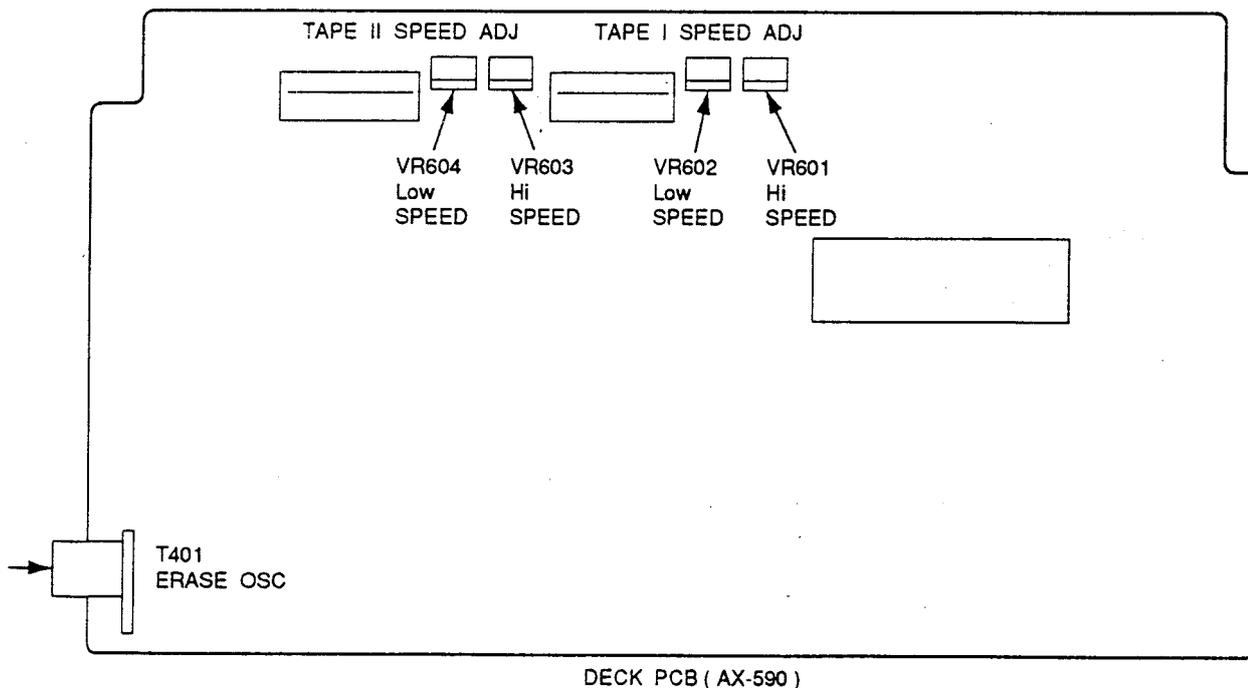 TAPE II SPEED ADJ
TAPE I SPEED ADJ
VR604
Low
SPEED
VR603
Hi
SPEED
VR602
Low
SPEED
VR601
Hi
SPEED
T401
ERASE OSC
DECK PCB ( AX-590 )